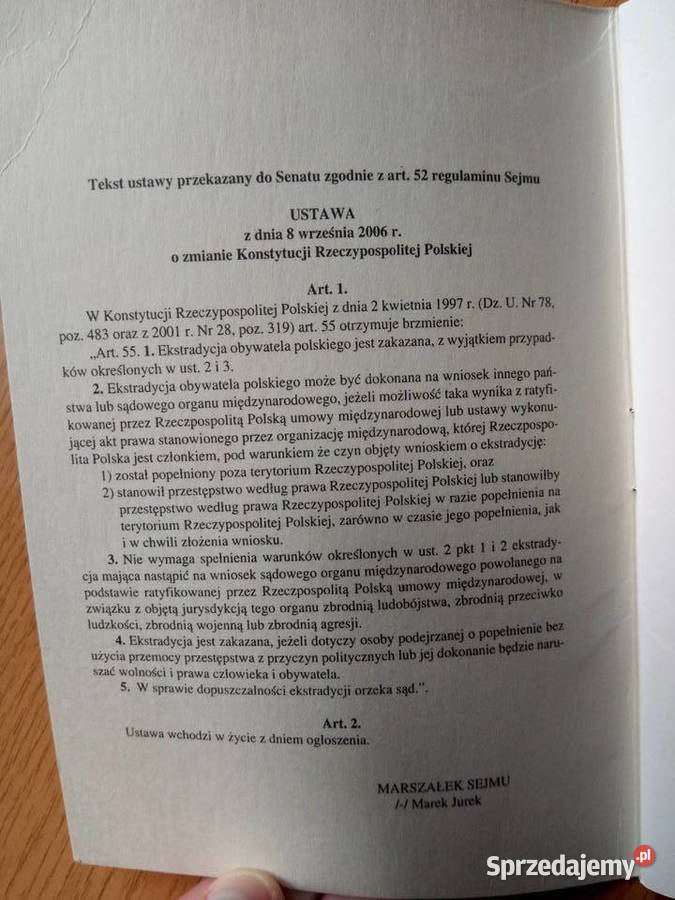 Tekst ustawy przekazany do Senatu zgodnie z art. 52 regulaminu Sejmu
USTAWA
z dnia 8 września 2006 r.
o zmianie Konstytucji Rzeczypospolitej Polskiej
Art. 1.
W Konstytucji Rzeczypospolitej Polskiej z dnia 2 kwietnia 1997 r. (Dz. U. Nr 78,
poz. 483 oraz z 2001 r. Nr 28, poz. 319) art. 55 otrzymuje brzmienie:
„Art. 55. 1. Ekstradycja obywatela polskiego jest zakazana, z wyjątkiem przypad-
ków określonych w ust. 2 i 3.
2. Ekstradycja obywatela polskiego może być dokonana na wniosek innego pań-
stwa lub sądowego organu międzynarodowego, jeżeli możliwość taka wynika z ratyfi-
kowanej przez Rzeczpospolitą Polską umowy międzynarodowej lub ustawy wykonu-
jącej akt prawa stanowionego przez organizację międzynarodową, której Rzeczpospo-
lita Polska jest członkiem, pod warunkiem że czyn objęty wnioskiem o ekstradycję:
1) został popełniony poza terytorium Rzeczypospolitej Polskiej, oraz
2) stanowił przestępstwo według prawa Rzeczypospolitej Polskiej lub stanowiłby
przestępstwo według prawa Rzeczypospolitej Polskiej w razie popełnienia na
terytorium Rzeczypospolitej Polskiej, zarówno w czasie jego popełnienia, jak
i w chwili złożenia wniosku.
3. Nie wymaga spełnienia warunków określonych w ust. 2 pkt 1 i 2 ekstrady-
cja mająca nastąpić na wniosek sądowego organu międzynarodowego powołanego na
podstawie ratyfikowanej przez Rzeczpospolitą Polską umowy międzynarodowej, w
związku z objętą jurysdykcją tego organu zbrodnią ludobójstwa, zbrodnią przeciwko
ludzkości, zbrodnią wojenną lub zbrodnią agresji.
4. Ekstradycja jest zakazana, jeżeli dotyczy osoby podejrzanej o popełnienie bez
użycia przemocy przestępstwa z przyczyn politycznych lub jej dokonanie będzie naru-
szać wolności i prawa człowieka i obywatela.
5. W sprawie dopuszczalności ekstradycji orzeka sąd.".
Art. 2.
Ustawa wchodzi w życie z dniem ogłoszenia.
MARSZAŁEK SEJMU
/-/ Marek Jurek
Sprzedajemy.pl